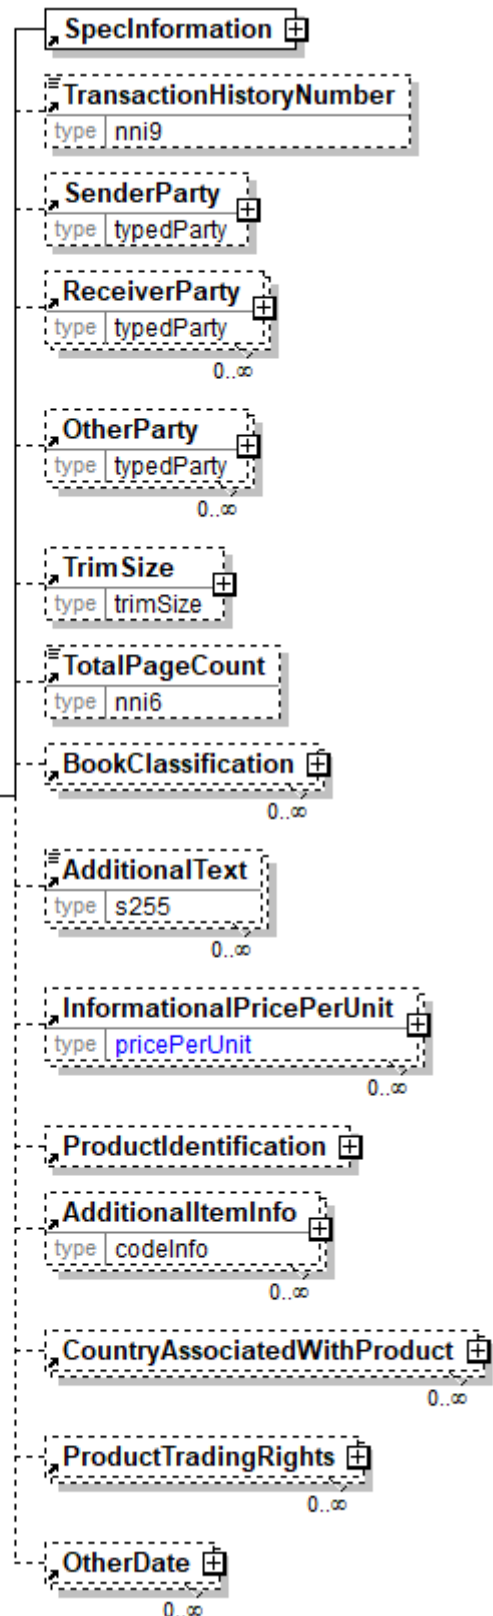 SpecInformation
TransactionHistoryNumber
type nni9
SenderParty
type typedParty
ReceiverParty
type typedParty
0..∞
OtherParty
type typedParty
0..∞
TrimSize
type trimSize
TotalPageCount
type nni6
BookClassification
0..∞
AdditionalText
type s255
0..∞
InformationalPricePerUnit
type pricePerUnit
0..∞
ProductIdentification
AdditionalItemInfo
type codeInfo
0..∞
CountryAssociatedWithProduct
0..∞
ProductTradingRights
0..∞
OtherDate
0..∞